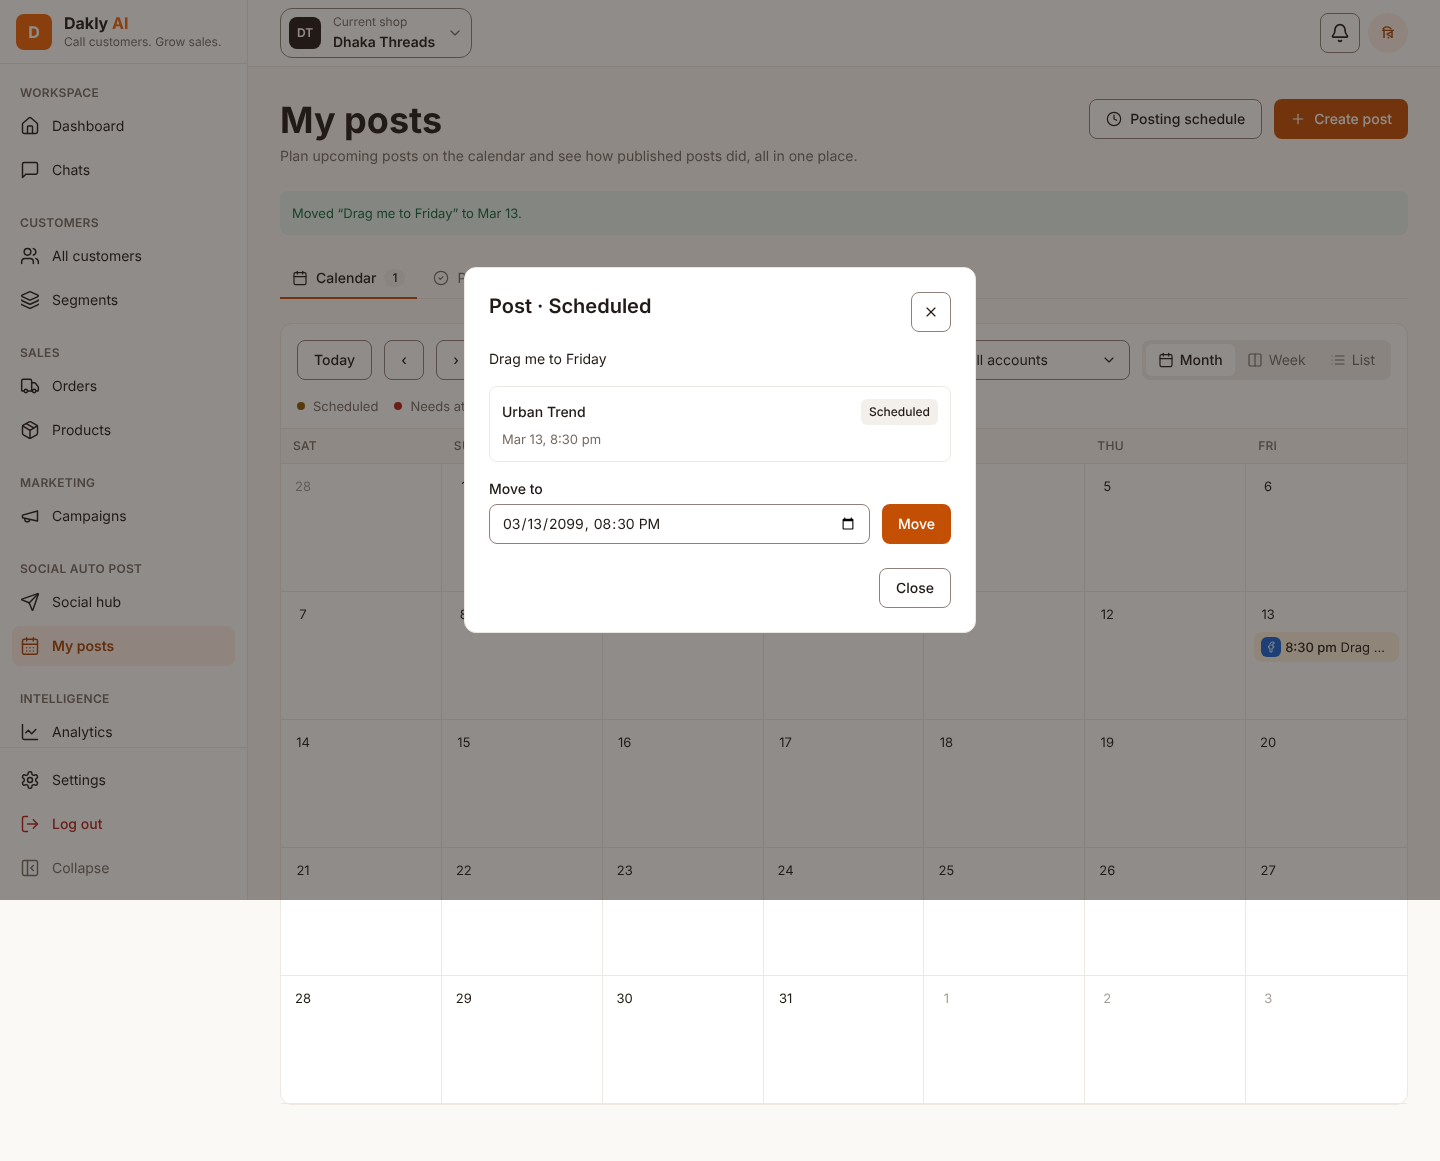 D
Dakly AI
Call customers. Grow sales.
DT
Current shop
Dhaka Threads
রি
WORKSPACE
Dashboard
Chats
CUSTOMERS
All customers
Segments
SALES
Orders
Products
MARKETING
Campaigns
SOCIAL AUTO POST
Social hub
My posts
INTELLIGENCE
Analytics
Settings
Log out
Collapse
My posts
Plan upcoming posts on the calendar and see how published posts did, all in one place.
Posting schedule
Create post
Moved “Drag me to Friday” to Mar 13.
Calendar 1
Today ‹ ›
ll accounts
Month Week List
Scheduled
SAT THU FRI
Post · Scheduled
Drag me to Friday
Urban Trend
Scheduled
Mar 13, 8:30 pm
Move to
03/13/2099, 08:30 PM
Move
Close
28 5 6
7 12 13
8:30 pm Drag ...
14 15 16 17 18 19 20
21 22 23 24 25 26 27
28 29 30 31 1 2 3